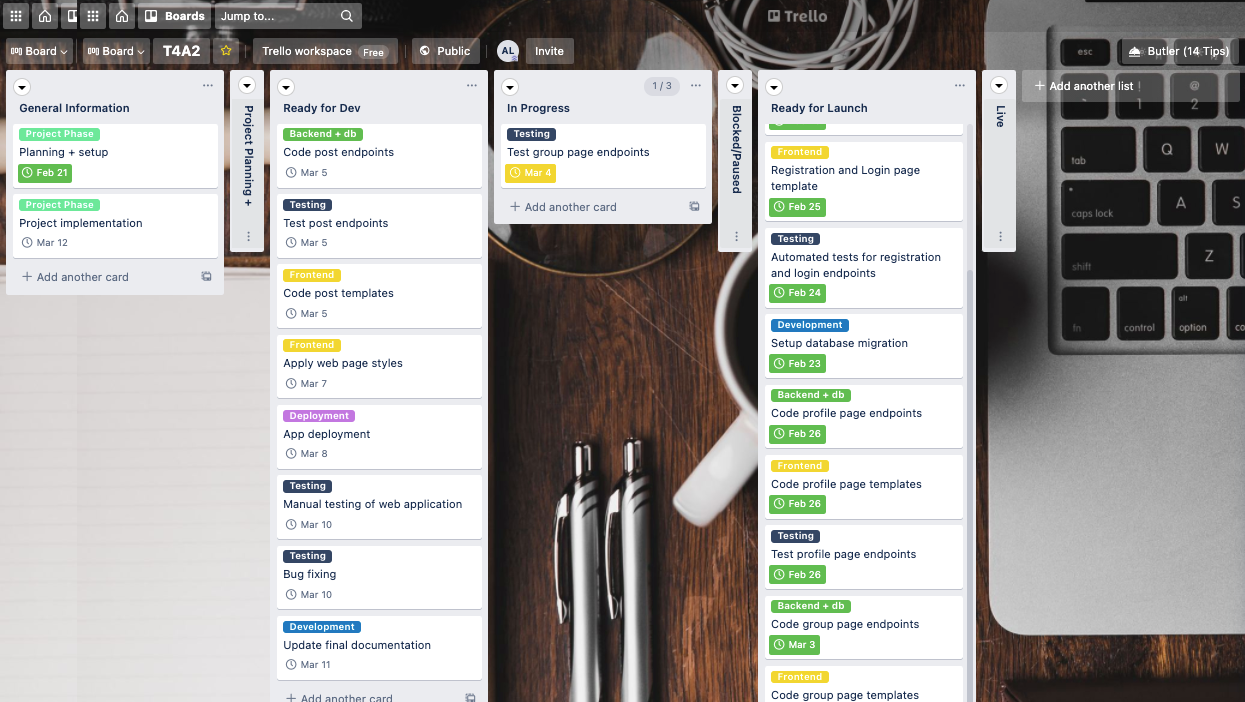 Boards
Jump to...
Trello
Board
Board
T4A2
Trello workspace
Free
Public
AL
Invite
Butler (14 Tips)
General Information
Project Phase
Planning + setup
Feb 21
Project Phase
Project implementation
Mar 12
+ Add another card
Project Planning +
Ready for Dev
Backend + db
Code post endpoints
Mar 5
Testing
Test post endpoints
Mar 5
Frontend
Code post templates
Mar 5
Frontend
Apply web page styles
Mar 7
Deployment
App deployment
Mar 8
Testing
Manual testing of web application
Mar 10
Testing
Bug fixing
Mar 10
Development
Update final documentation
Mar 11
+ Add another card
1 / 3
In Progress
Testing
Test group page endpoints
Mar 4
+ Add another card
Blocked/Paused
Ready for Launch
Frontend
Registration and Login page
template
Feb 25
Testing
Automated tests for registration
and login endpoints
Feb 24
Development
Setup database migration
Feb 23
Backend + db
Code profile page endpoints
Feb 26
Frontend
Code profile page templates
Feb 26
Testing
Test profile page endpoints
Feb 26
Backend + db
Code group page endpoints
Mar 3
Frontend
Code group page templates
Live
+ Add another list
esc
~ ! @
1 2
tab
Q W
caps lock
A S
shift
Z
fn
control
alt
option